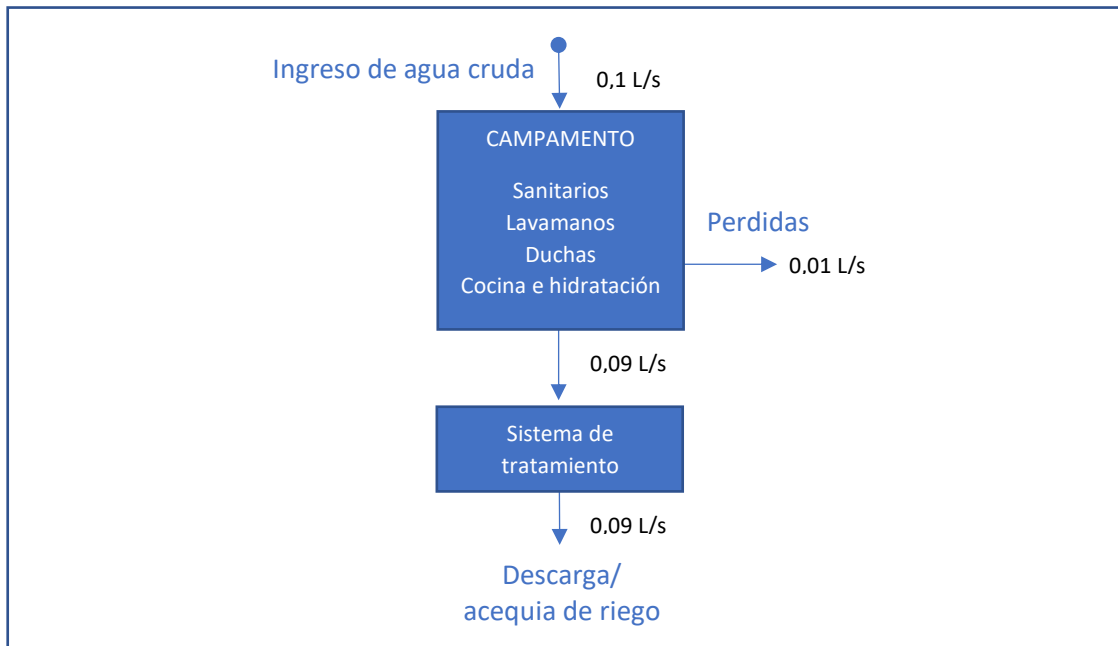 Ingreso de agua cruda
0,1 L/s
CAMPAMENTO
Sanitarios
Lavamanos
Duchas
Cocina e hidratación
Perdidas
0,01 L/s
0,09 L/s
Sistema de
tratamiento
0,09 L/s
Descarga/
acequia de riego